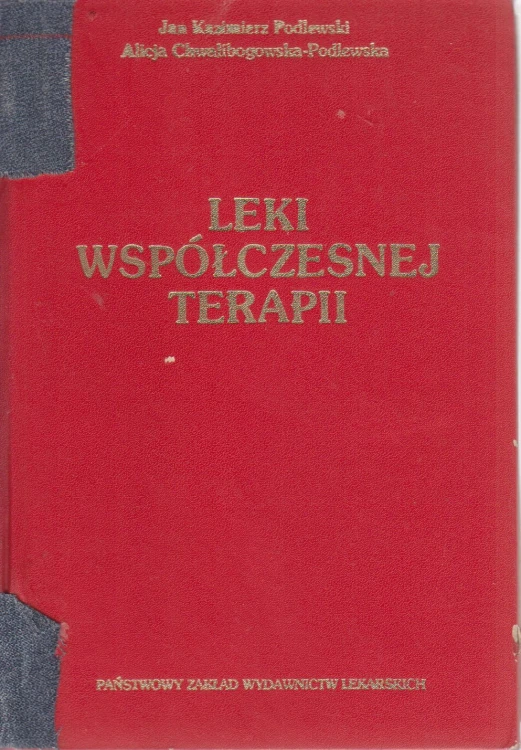 Jan Kazimierz Podlewski
Alicja Chwalibogowska-Podlewska
LEKI
WSPÓŁCZESNEJ
TERAPII
PAŃSTWOWY ZAKŁAD WYDAWNICTW LEKARSKICH